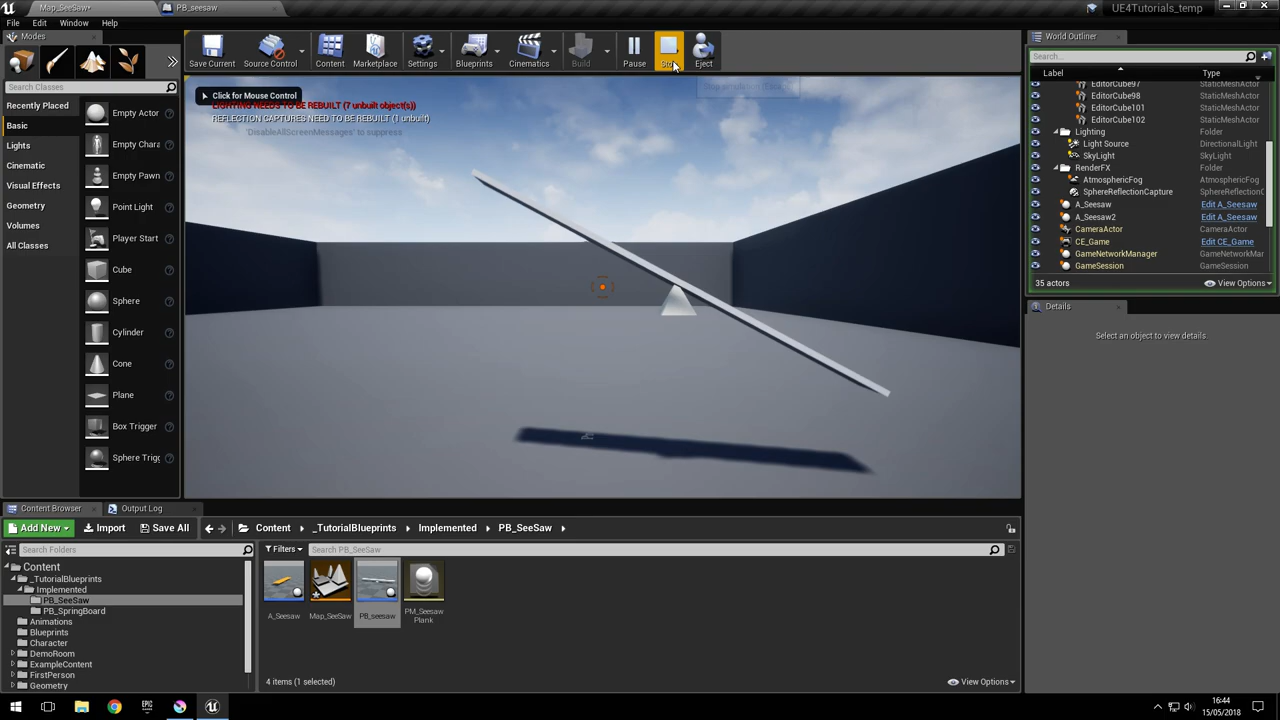 Map_SeeSaw*
PB_seesaw
UE4Tutorials_temp
File Edit Window Help
Modes
Search Classes
Recently Placed
Basic
Lights
Cinematic
Visual Effects
Geometry
Volumes
All Classes
Empty Actor
Empty Chara
Empty Pawn
Point Light
Player Start
Cube
Sphere
Cylinder
Cone
Plane
Box Trigger
Sphere Trigg
Save Current
Source Control
Content
Marketplace
Settings
Blueprints
Cinematics
Build
Pause
Stop
Eject
Click for Mouse Control
LIGHTING NEEDS TO BE REBUILT (7 unbuilt object(s))
REFLECTION CAPTURES NEED TO BE REBUILT (1 unbuilt)
'DisableAllScreenMessages' to suppress
World Outliner
Search...
Label Type
EditorCube97 StaticMeshActor
EditorCube98 StaticMeshActor
EditorCube101 StaticMeshActor
EditorCube102 StaticMeshActor
Lighting Folder
Light Source DirectionalLight
SkyLight SkyLight
RenderFX Folder
AtmosphericFog AtmosphericFog
SphereReflectionCapture SphereReflectionC
A_Seesaw Edit A_Seesaw
A_Seesaw2 Edit A_Seesaw
CameraActor CameraActor
CE_Game Edit CE_Game
GameNetworkManager GameNetworkMar
GameSession GameSession
35 actors
View Options
Details
Select an object to view details.
Content Browser
Output Log
Add New Import Save All Content _TutorialBlueprints Implemented PB_SeeSaw
Search Folders
Filters
Search PB_SeeSaw
Content
_TutorialBlueprints
Implemented
PB_SeeSaw
PB_SpringBoard
Animations
Blueprints
Character
DemoRoom
ExampleContent
FirstPerson
Geometry
A_Seesaw
Map_SeeSaw
PB_seesaw
PM_Seesaw
Plank
4 items (1 selected)
View Options
EPIC
16:44
15/05/2018